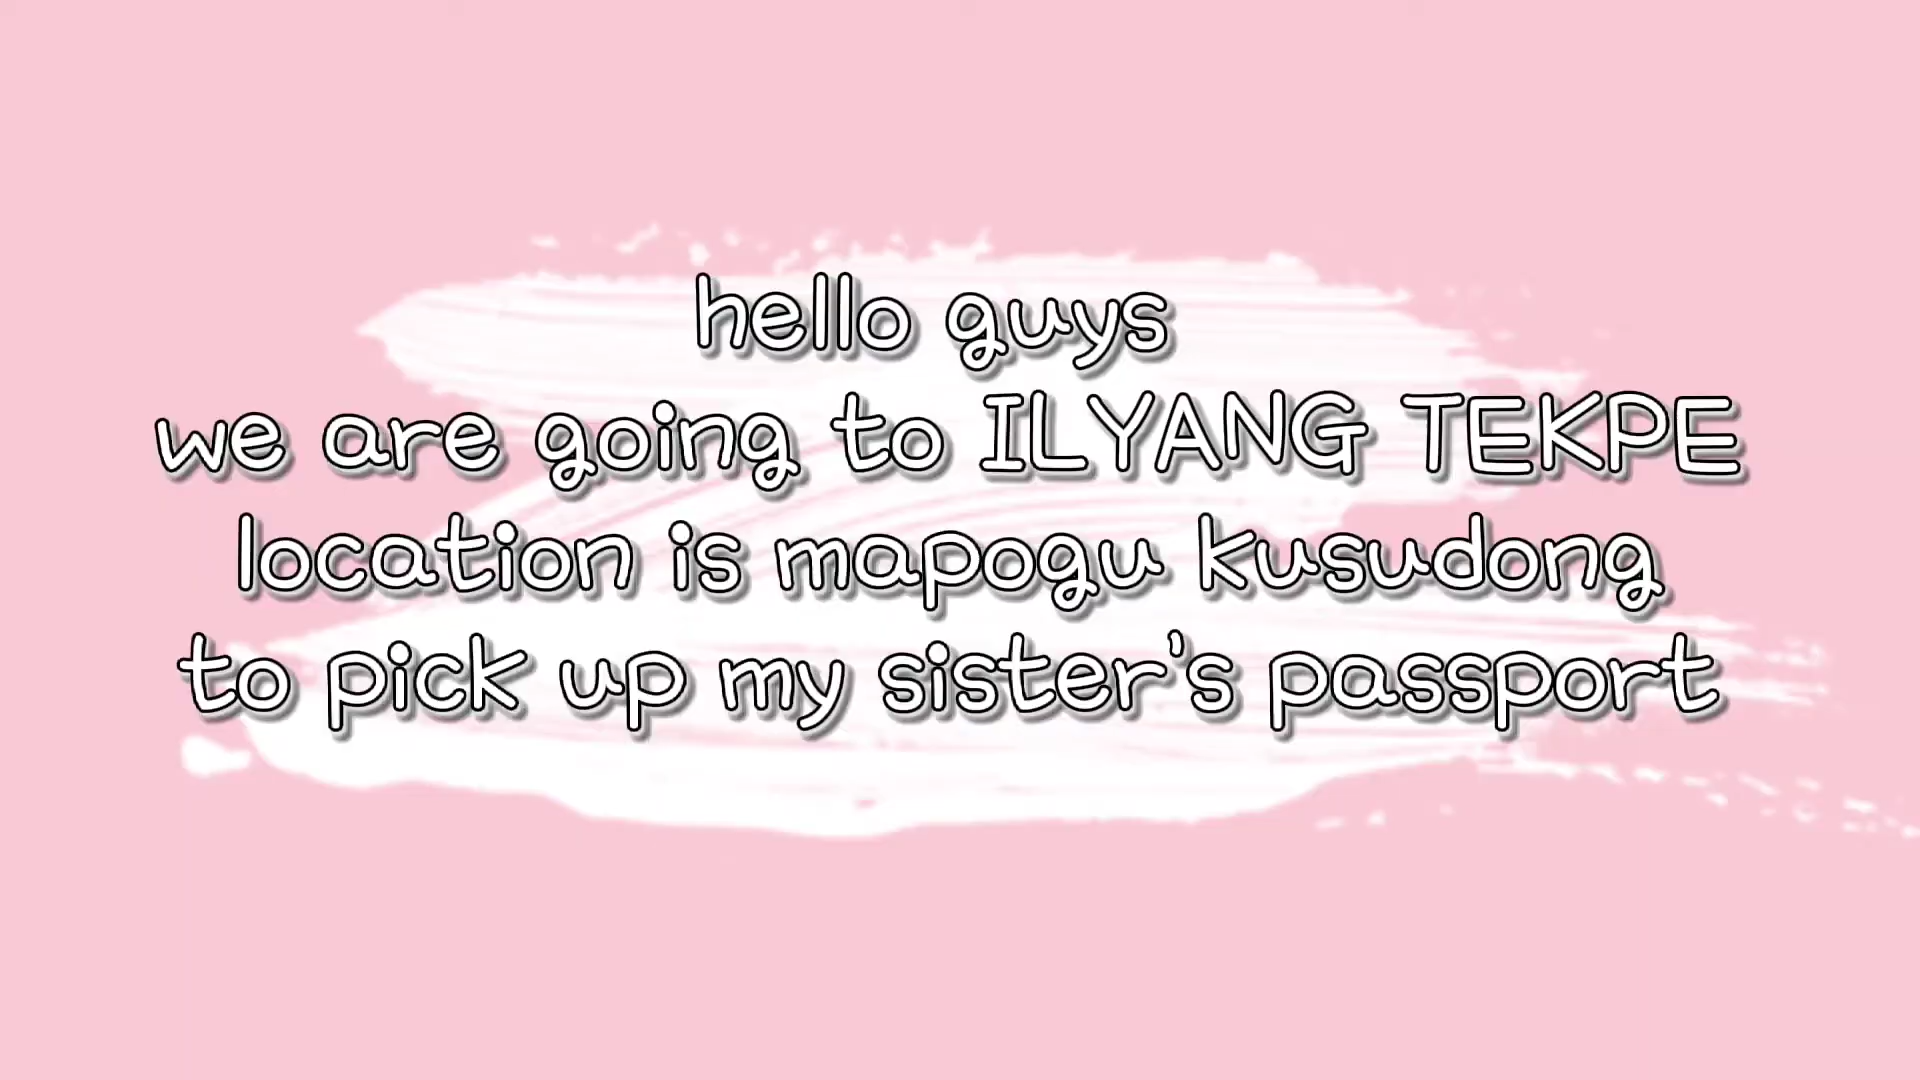 hello guys
we are going to ILYANG TEKPE
location is mapogu kusudong
to pick up my sister's passport